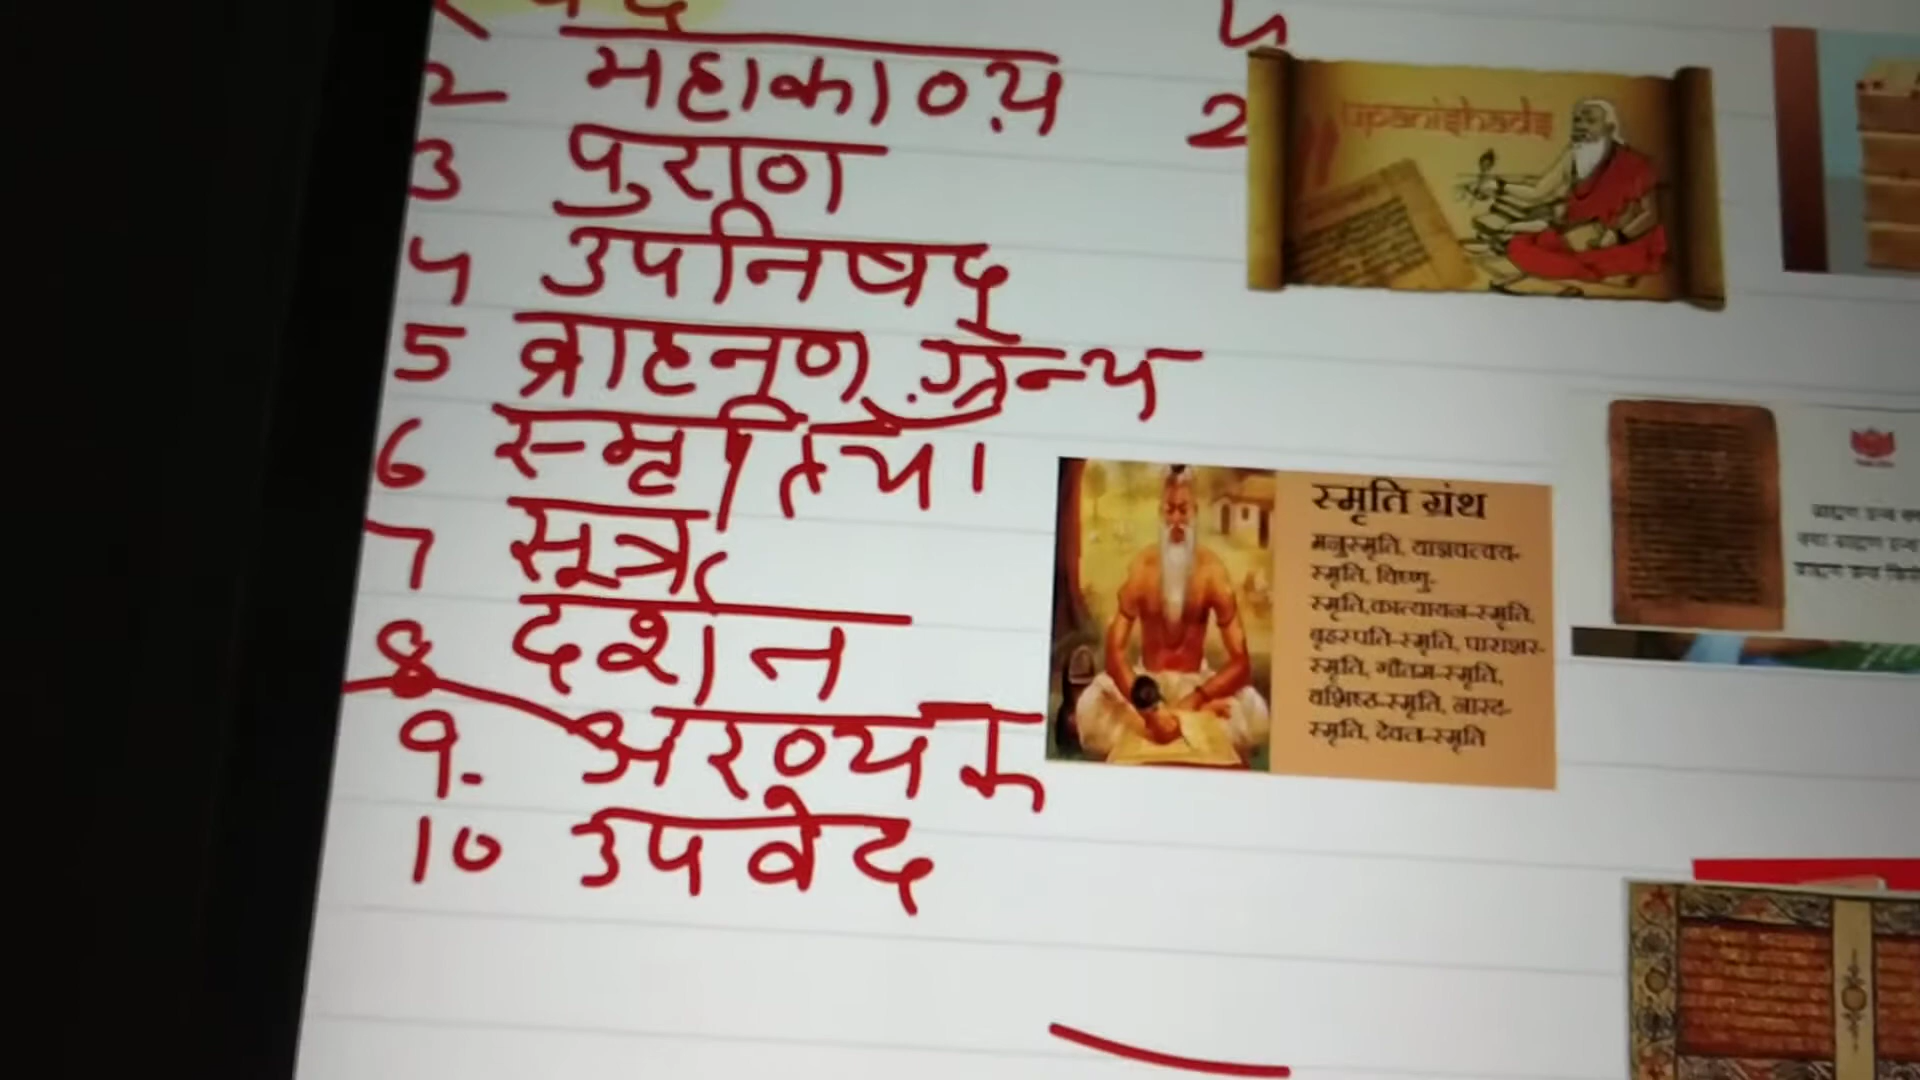 वेद
2 महाकाव्य़ 2
3 पुराण
4 उपनिषद्
5 ब्राहनण ग़्रन्थ
6 स्मृतियाँ
7 सूत्र
8 दर्शन
9. अरण्यक
10 उपवेद
upanishads
स्मृति ग्रंथ
मनुस्मृति, याज्ञवल्क्य-
स्मृति, विष्णु-
स्मृति,कात्यायन-स्मृति,
बृहस्पति-स्मृति, पाराशर-
स्मृति, गौतम-स्मृति,
वशिष्ठ-स्मृति, नारद-
स्मृति, देवल-स्मृति